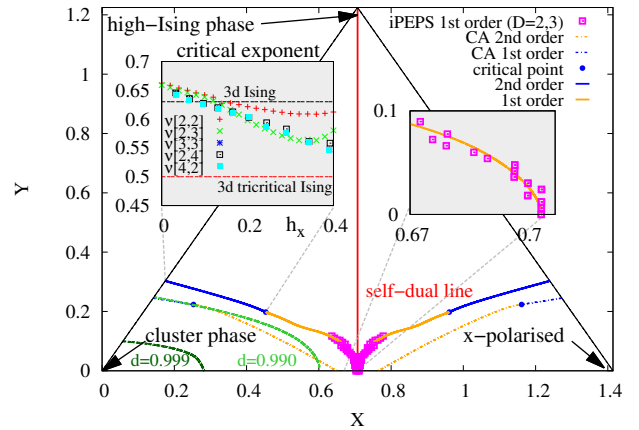 high-Ising phase
iPEPS 1st order (D=2,3)
CA 2nd order
CA 1st order
critical point
2nd order
1st order
critical exponent
3d Ising
ν[2,2]
ν[2,3]
ν[3,3]
ν[2,4]
ν[4,2]
3d tricritical Ising
0.7
0.65
0.6
0.55
0.5
0.45
0 0.2 0.4
h_x
0.1
0
0.67 0.7
self-dual line
cluster phase
x-polarised
d=0.999
d=0.990
1.2
1
0.8
0.6
0.4
0.2
0
Y
0 0.2 0.4 0.6 0.8 1 1.2 1.4
X